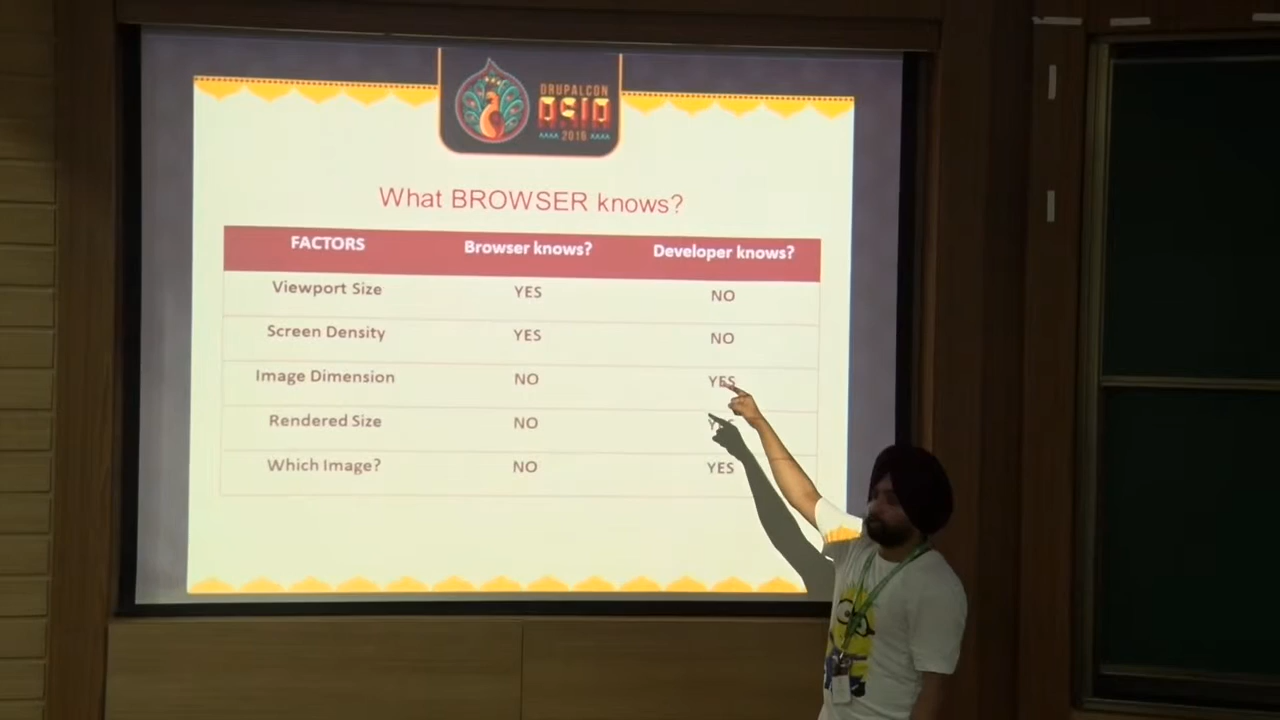 DRUPALCON
ASIA
2016
What BROWSER knows?
FACTORS Browser knows? Developer knows?
Viewport Size YES NO
Screen Density YES NO
Image Dimension NO YES
Rendered Size NO
Which Image? NO YES